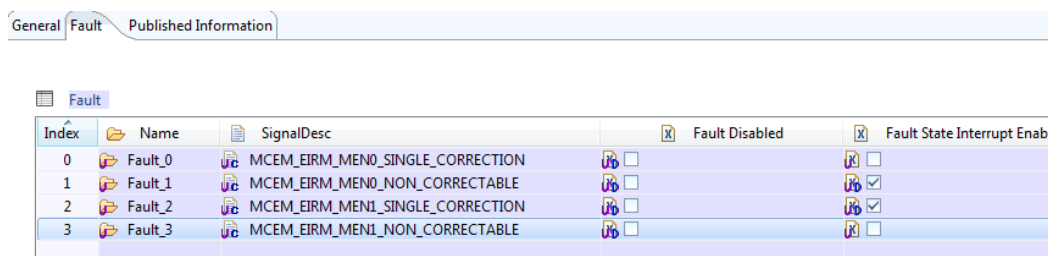 General Fault Published Information
Fault
Index Name SignalDesc Fault Disabled Fault State Interrupt Enab
0 Fault_0 MCEM_EIRM_MEN0_SINGLE_CORRECTION
1 Fault_1 MCEM_EIRM_MEN0_NON_CORRECTABLE
2 Fault_2 MCEM_EIRM_MEN1_SINGLE_CORRECTION
3 Fault_3 MCEM_EIRM_MEN1_NON_CORRECTABLE